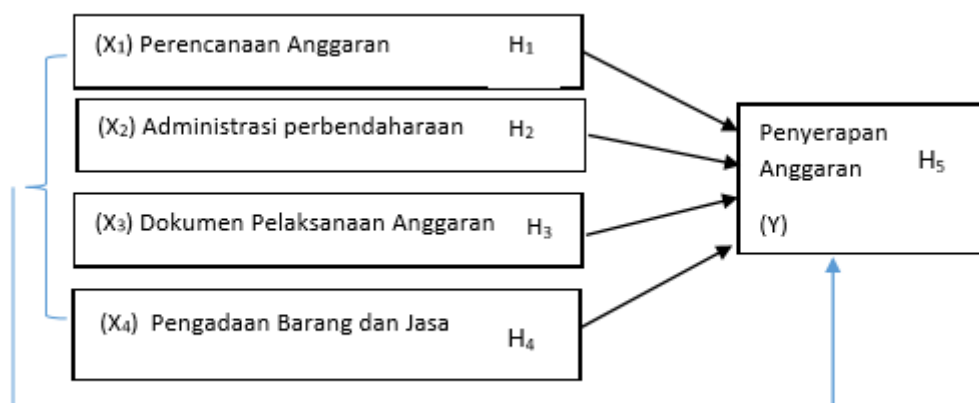 (X₁) Perencanaan Anggaran H₁
(X₂) Administrasi perbendaharaan H₂
(X₃) Dokumen Pelaksanaan Anggaran H₃
(X₄) Pengadaan Barang dan Jasa H₄
Penyerapan
Anggaran H₅
(Y)